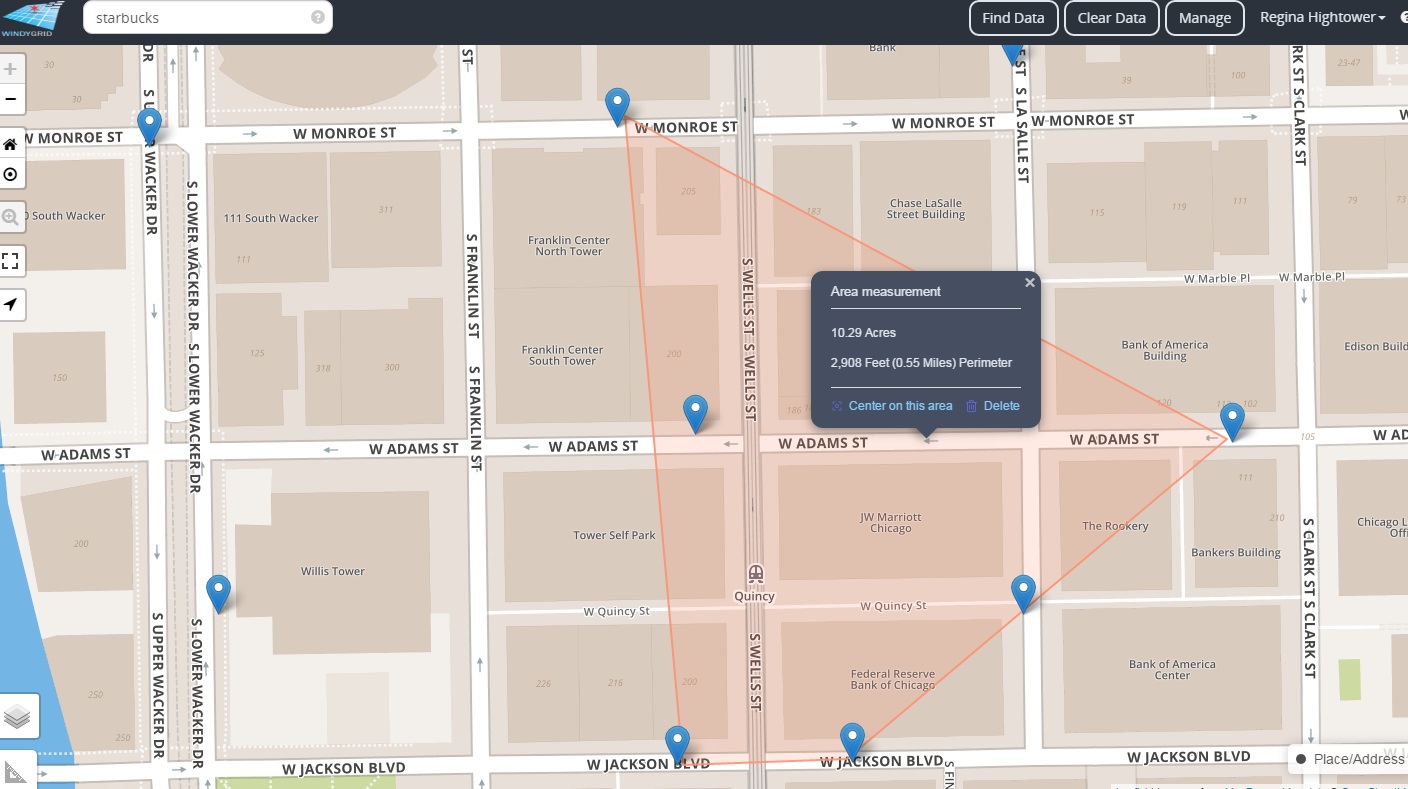 WINDYGRID
starbucks
?
Find Data
Clear Data
Manage
Regina Hightower
30
30
ST
Bank
39
100
23-47
W MONROE ST
W MONROE ST
W MONROE ST
W MONROE ST
W MONROE ST
S LA SALLE ST
S CLARK ST
WACKER DR
S LOWER WACKER DR
South Wacker
111 South Wacker
111
311
Franklin Center
North Tower
205
183
Chase LaSalle
Street Building
115
119
111
79
73
S FRANKLIN ST
S WELLS ST
S WELLS ST
W Marble Pl
W Marble Pl
Area measurement
10.29 Acres
2,908 Feet (0.55 Miles) Perimeter
Center on this area
Delete
150
125
318
300
S LOWER WACKER DR
Franklin Center
South Tower
200
S FRANKLIN ST
186
Bank of America
Building
120
102
Edison Build
W ADAMS ST
W ADAMS ST
W ADAMS ST
W ADAMS ST
W ADAMS ST
105
W AD
200
Willis Tower
Tower Self Park
JW Marriott
Chicago
The Rookery
111
210
Bankers Building
Chicago L
Offi
Quincy
W Quincy St
W Quincy St
S UPPER WACKER DR
S LOWER WACKER DR
S WELLS ST
S CLARK ST
S CLARK ST
250
250
226
216
200
Federal Reserve
Bank of Chicago
Bank of America
Center
W JACKSON BLVD
W JACKSON BLVD
W JACKSON BLVD
W JACKSON BLVD
S FIN
Place/Address